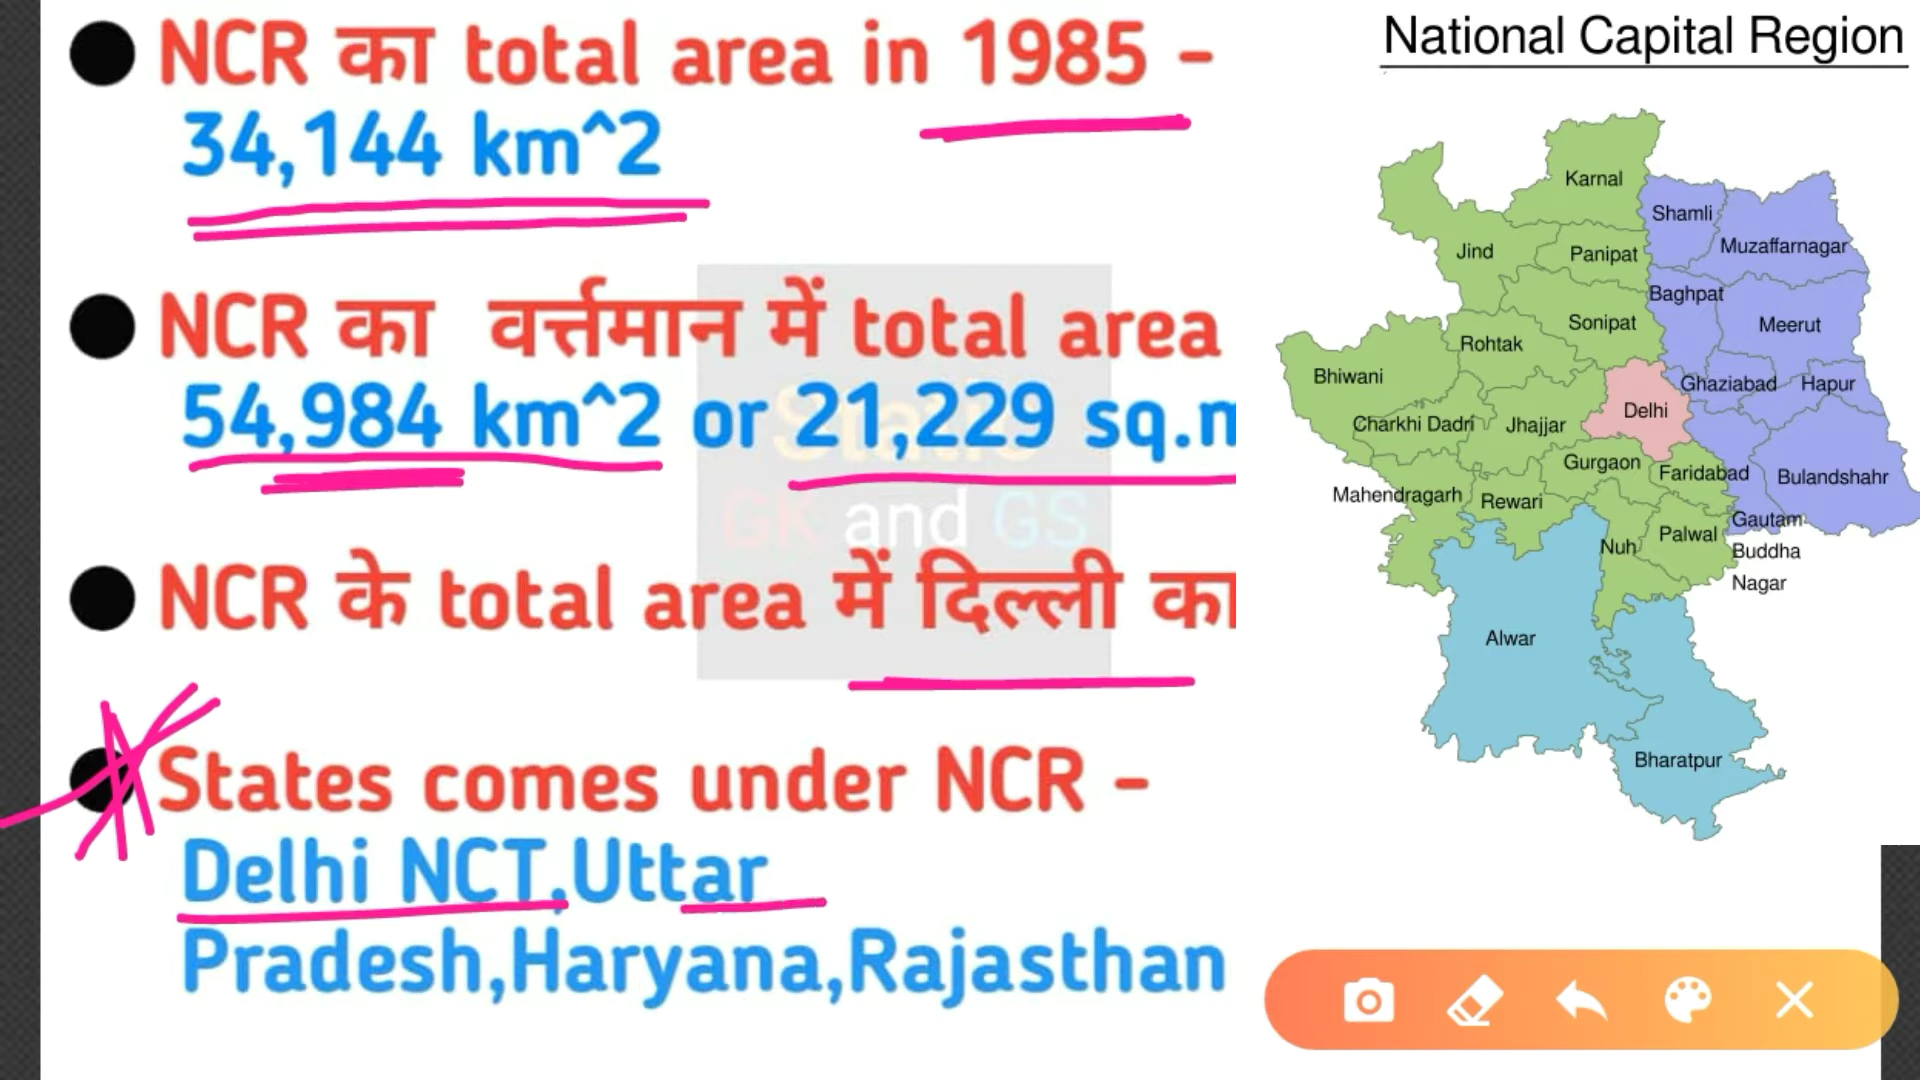 NCR का total area in 1985 -
34,144 km^2
NCR का वर्त्तमान में total area
54,984 km^2 or 21,229 sq.m
NCR के total area में दिल्ली का
States comes under NCR -
Delhi NCT,Uttar
Pradesh,Haryana,Rajasthan
Static
GK and GS
National Capital Region
Karnal
Shamli
Muzaffarnagar
Jind
Panipat
Baghpat
Meerut
Sonipat
Rohtak
Bhiwani
Ghaziabad
Hapur
Delhi
Charkhi Dadri
Jhajjar
Gurgaon
Faridabad
Bulandshahr
Mahendragarh
Rewari
Gautam
Buddha
Nagar
Nuh
Palwal
Alwar
Bharatpur